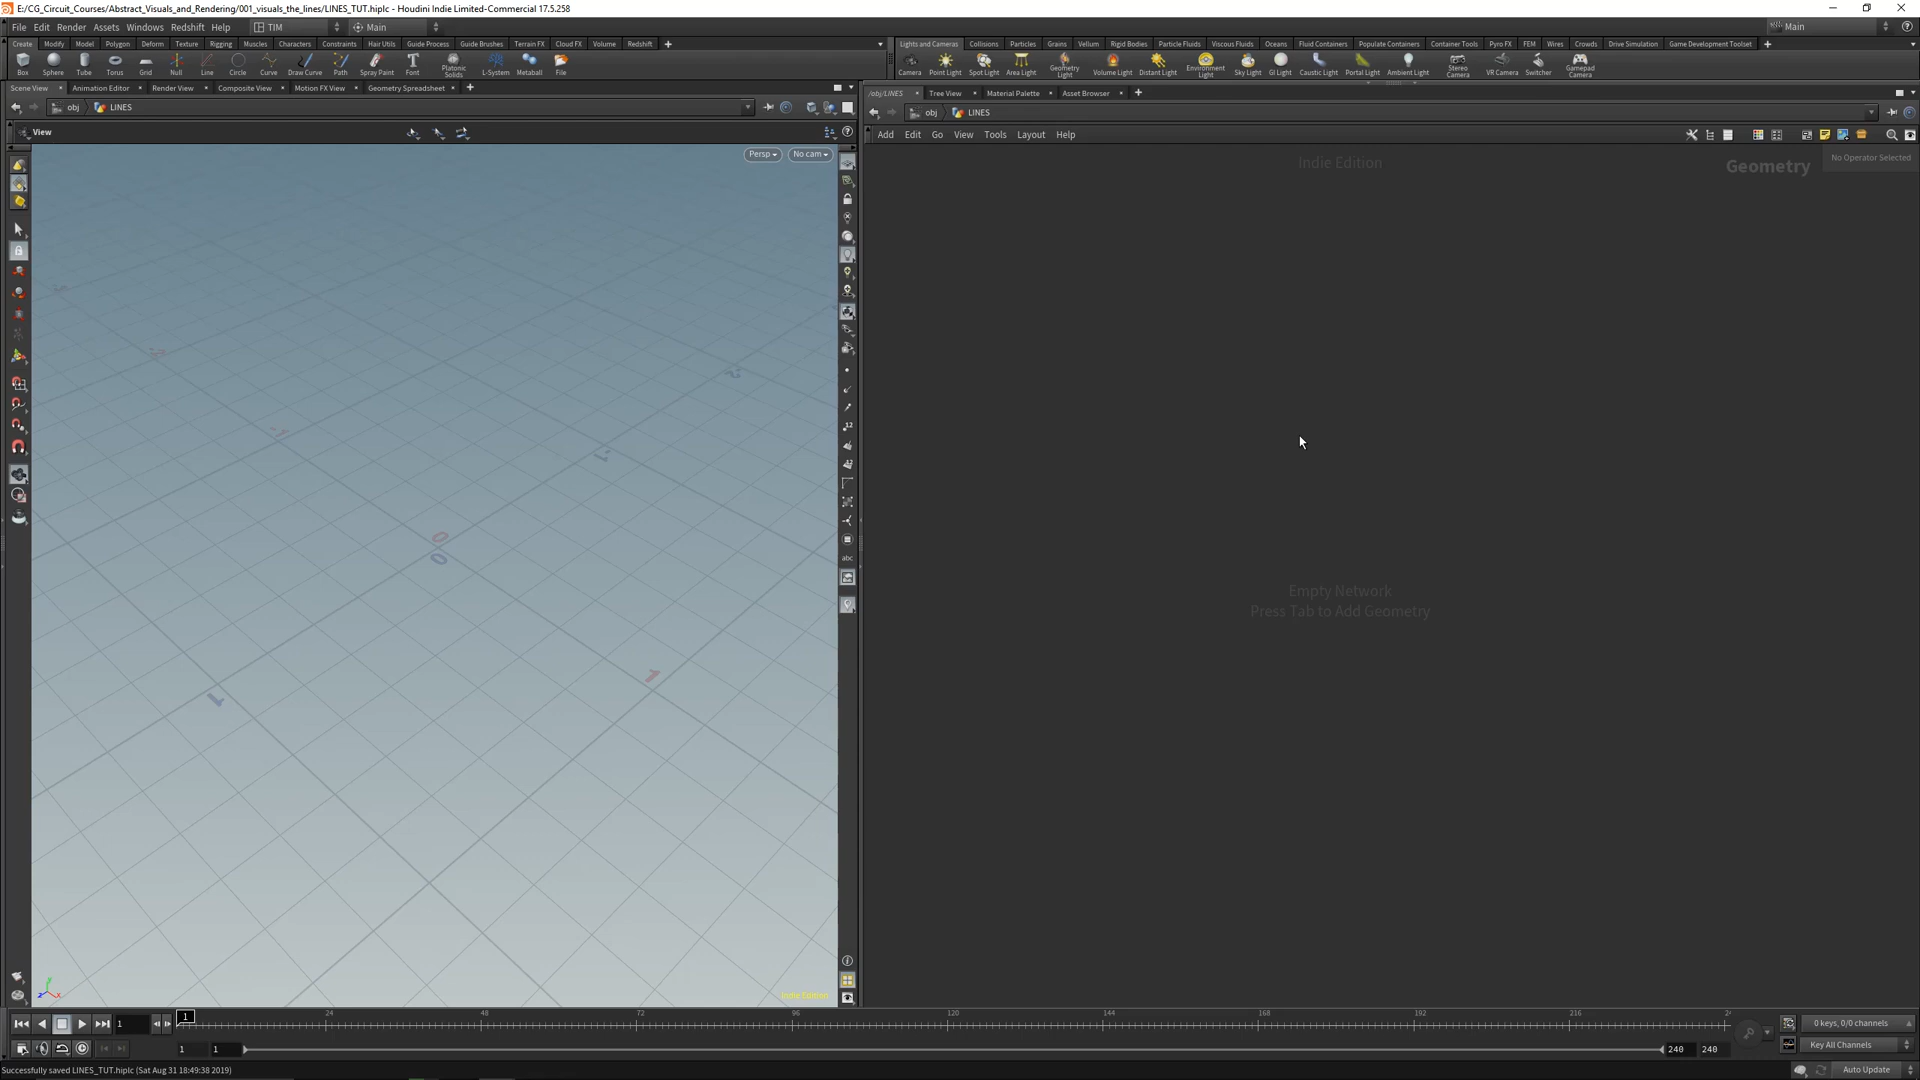 E:/CG_Circuit_Courses/Abstract_Visuals_and_Rendering/001_visuals_the_lines/LINES_TUT.hiplc - Houdini Indie Limited-Commercial 17.5.258
File Edit Render Assets Windows Redshift Help TIM Main Main
Create Modify Model Polygon Deform Texture Rigging Muscles Characters Constraints Hair Utils Guide Process Guide Brushes Terrain FX Cloud FX Volume Redshift
Lights and Cameras Collisions Particles Grains Vellum Rigid Bodies Particle Fluids Viscous Fluids Oceans Fluid Containers Populate Containers Container Tools Pyro FX FEM Wires Crowds Drive Simulation Game Development Toolset
Box Sphere Tube Torus Grid Null Line Circle Curve Draw Curve Path Spray Paint Font Platonic Solids L-System Metaball File
Camera Point Light Spot Light Area Light Geometry Light Volume Light Distant Light Environment Light Sky Light GI Light Caustic Light Portal Light Ambient Light Stereo Camera VR Camera Switcher Gamepad Camera
Scene View Animation Editor Render View Composite View Motion FX View Geometry Spreadsheet
/obj/LINES Tree View Material Palette Asset Browser
obj LINES
obj LINES
View
Add Edit Go View Tools Layout Help
Persp No cam
Indie Edition
Geometry
No Operator Selected
0
0
1
1
12
abc
Empty Network
Press Tab to Add Geometry
Indie Edition
1 1 24 48 72 96 120 144 168 192 216
0 keys, 0/0 channels
1 1 240 240
Key All Channels
Successfully saved LINES_TUT.hiplc (Sat Aug 31 18:49:38 2019)
Auto Update